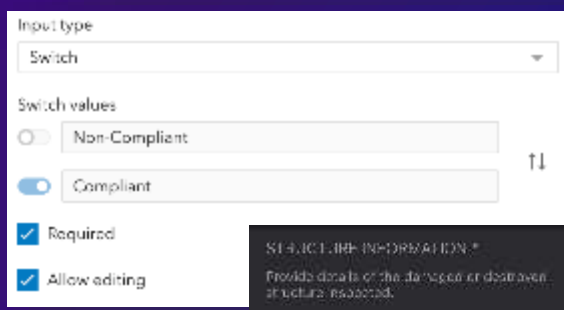 Input type
Switch
Switch values
Non-Compliant
Compliant
Required
Allow editing
STRUCTURE INFORMATION *
Provide details of the damaged or destroyed
structure inspected.